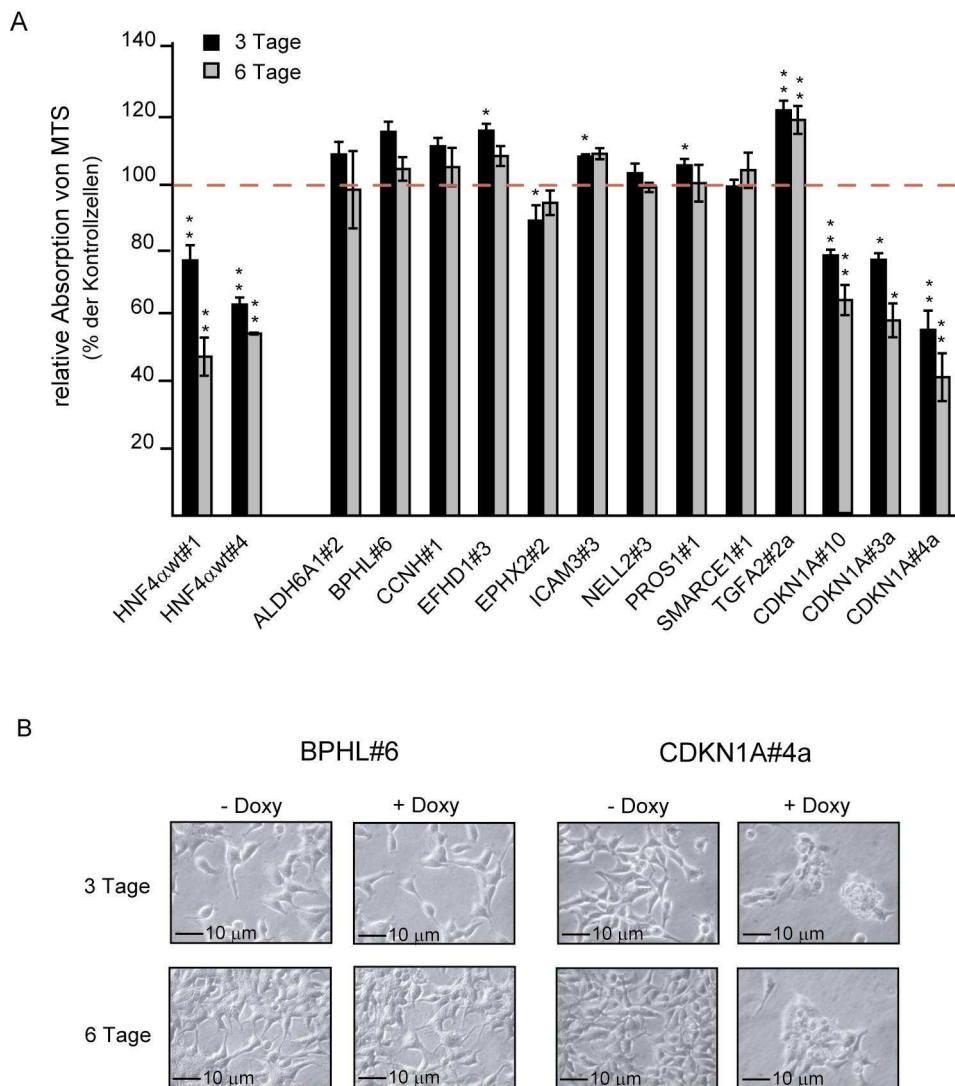 A
140
120
100
80
60
40
20
relative Absorption von MTS
(% der Kontrollzellen)
3 Tage
6 Tage
* *
* *
* *
* *
*
*
*
*
* *
* *
* *
* *
*
*
* *
* *
HNF4αwt#1
HNF4αwt#4
ALDH6A1#2
BPHL#6
CCNH#1
EFHD1#3
EPHX2#2
ICAM3#3
NELL2#3
PROS1#1
SMARCE1#1
TGFA2#2a
CDKN1A#10
CDKN1A#3a
CDKN1A#4a
B
BPHL#6 CDKN1A#4a
- Doxy + Doxy - Doxy + Doxy
3 Tage
10 µm 10 µm 10 µm 10 µm
6 Tage
10 µm 10 µm 10 µm 10 µm